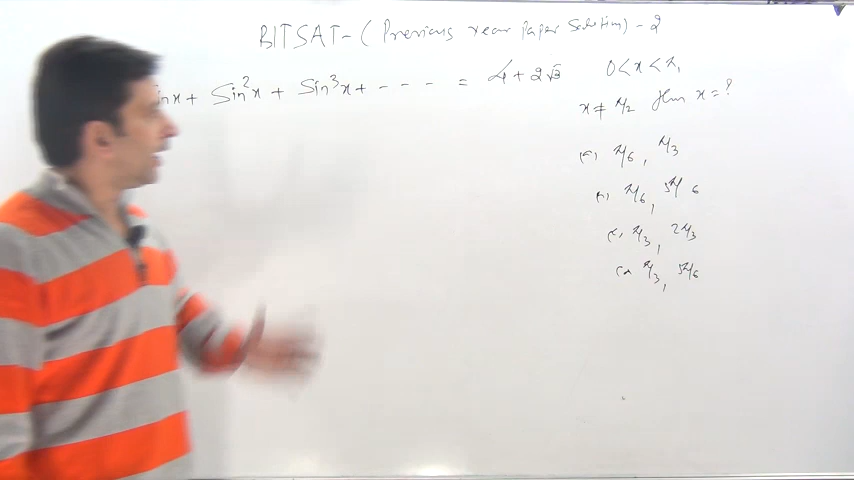 BITSAT - (Previous year Paper Solution) - 2
inx + Sin²x + Sin³x + - - - - = 4 + 2√3 0 < x < π,
x ≠ π/2 then x = ?
π/6, π/3
π/6, 5π/6
π/3, 2π/3
π/3, 5π/6